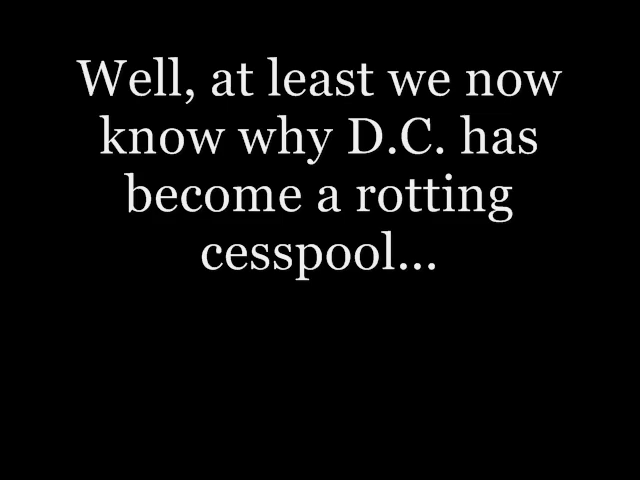 Well, at least we now
know why D.C. has
become a rotting
cesspool...